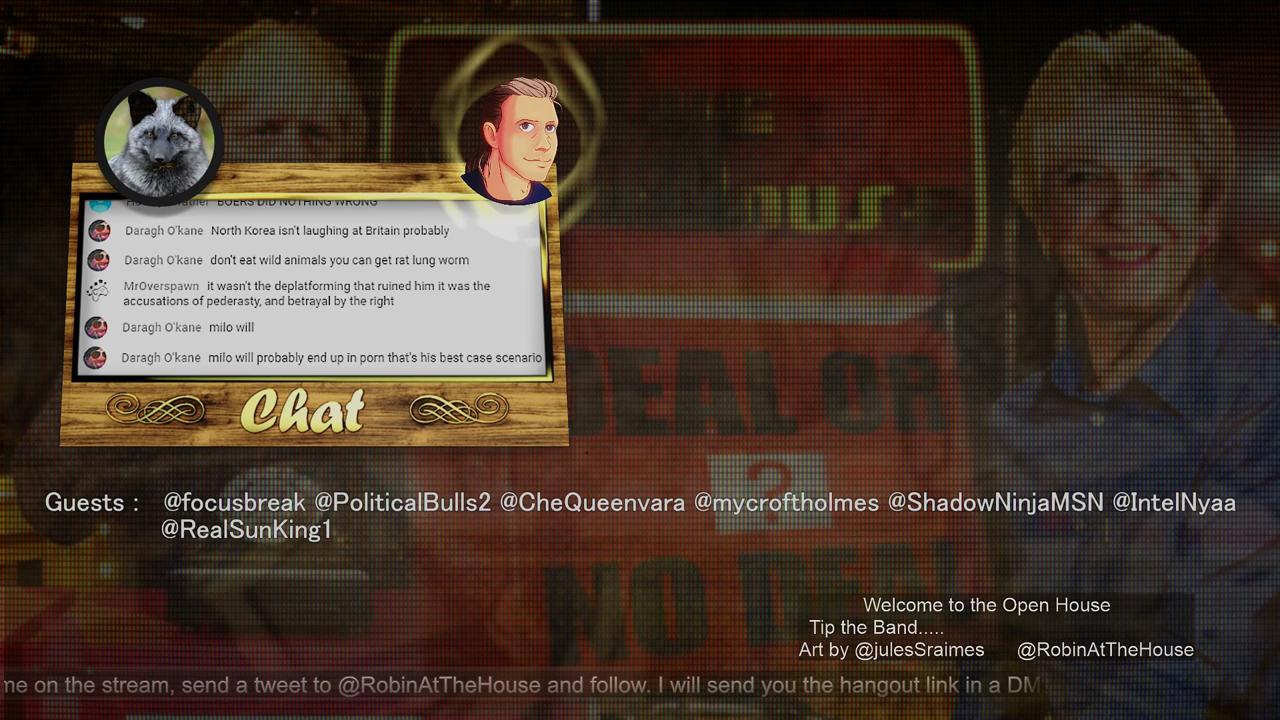 BOERS DID NOTHING WRONG
Daragh O'kane North Korea isn't laughing at Britain probably
Daragh O'kane don't eat wild animals you can get rat lung worm
MrOverspawn it wasn't the deplatforming that ruined him it was the
accusations of pederasty, and betrayal by the right
Daragh O'kane milo will
Daragh O'kane milo will probably end up in porn that's his best case scenario
Chat
DEAL OR
?
NO DEAL
Guests : @focusbreak @PoliticalBulls2 @CheQueenvara @mycroftholmes @ShadowNinjaMSN @IntelNyaa
@RealSunKing1
Welcome to the Open House
Tip the Band.....
Art by @julesSraimes @RobinAtTheHouse
me on the stream, send a tweet to @RobinAtTheHouse and follow. I will send you the hangout link in a DM